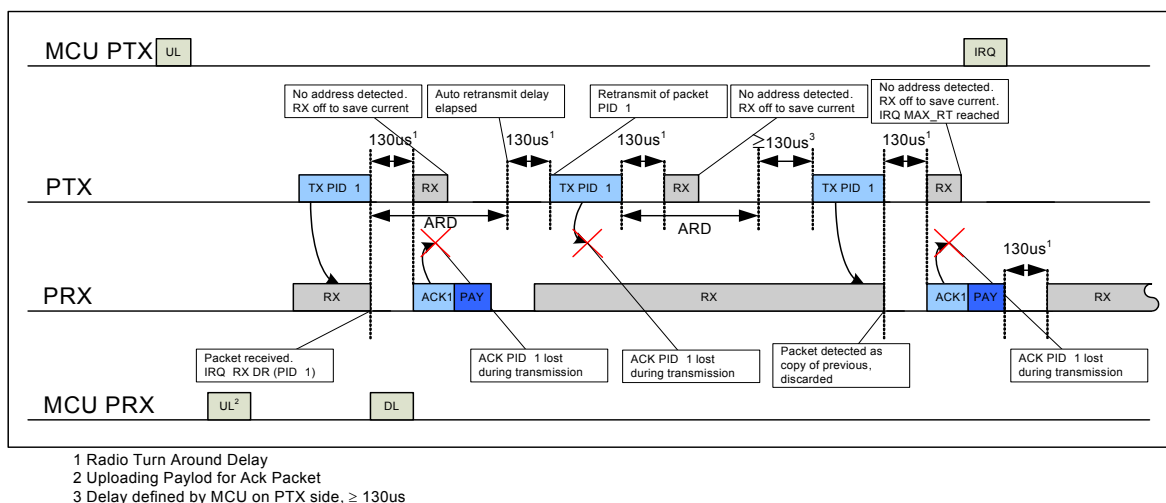 MCU PTX
UL
IRQ
No address detected.
RX off to save current
Auto retransmit delay
elapsed
Retransmit of packet
PID 1
No address detected.
RX off to save current
No address detected.
RX off to save current.
IRQ MAX_RT reached
130us1
130us1
130us1
≥130us3
130us1
PTX
TX PID 1
RX
TX PID 1
RX
TX PID 1
RX
ARD
ARD
130us1
PRX
RX
ACK1
PAY
RX
ACK1
PAY
RX
Packet received.
IRQ RX DR (PID 1)
ACK PID 1 lost
during transmission
ACK PID 1 lost
during transmission
Packet detected as
copy of previous,
discarded
ACK PID 1 lost
during transmission
MCU PRX
UL2
DL
1 Radio Turn Around Delay
2 Uploading Paylod for Ack Packet
3 Delay defined by MCU on PTX side, ≥ 130us